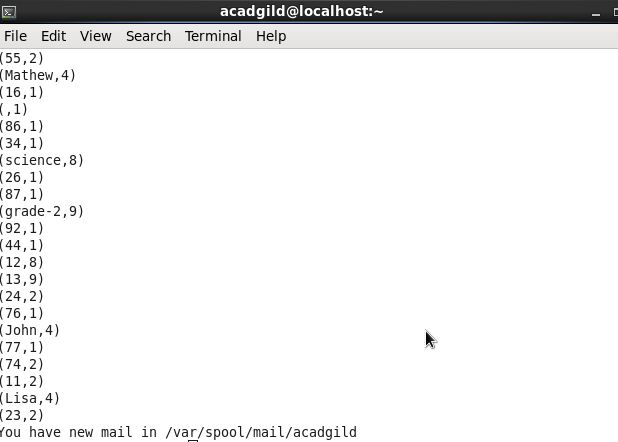 acadgild@localhost:~
File Edit View Search Terminal Help
(55,2)
(Mathew,4)
(16,1)
(,1)
(86,1)
(34,1)
(science,8)
(26,1)
(87,1)
(grade-2,9)
(92,1)
(44,1)
(12,8)
(13,9)
(24,2)
(76,1)
(John,4)
(77,1)
(74,2)
(11,2)
(Lisa,4)
(23,2)
You have new mail in /var/spool/mail/acadgild